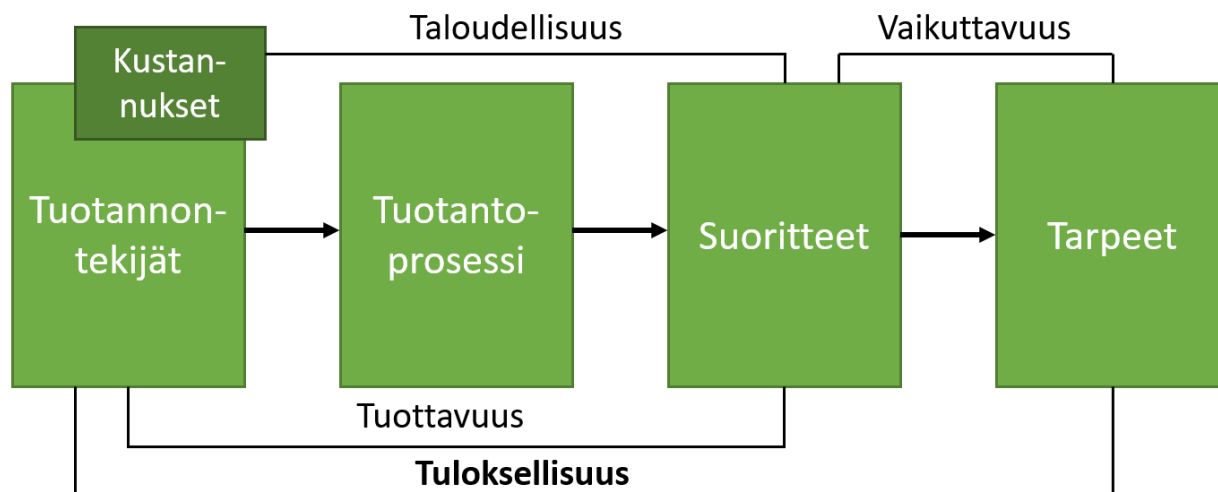 Taloudellisuus
Vaikuttavuus
Kustan-
nukset
Tuotannon-
tekijät
Tuotanto-
prosessi
Suoritteet
Tarpeet
Tuottavuus
Tuloksellisuus